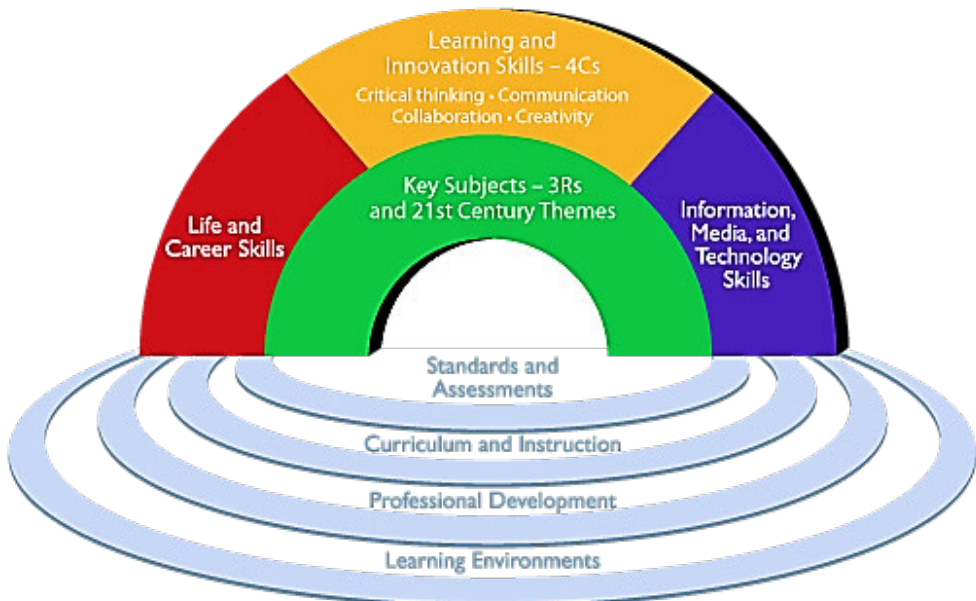 Learning and
Innovation Skills – 4Cs
Critical thinking • Communication
Collaboration • Creativity
Key Subjects – 3Rs
and 21st Century Themes
Life and
Career Skills
Information,
Media, and
Technology
Skills
Standards and
Assessments
Curriculum and Instruction
Professional Development
Learning Environments